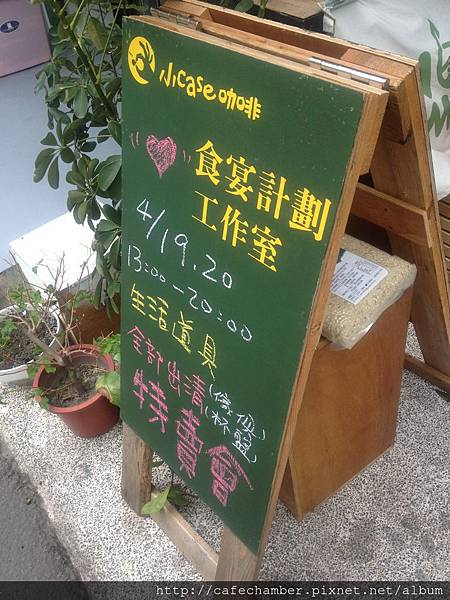 小case咖啡
食宴計劃
工作室
4/19.20
13:00-20:00
生活道具
全部出清
特賣會
(傢俱
杯盤)
http://cafechamber.pixnet.net/album